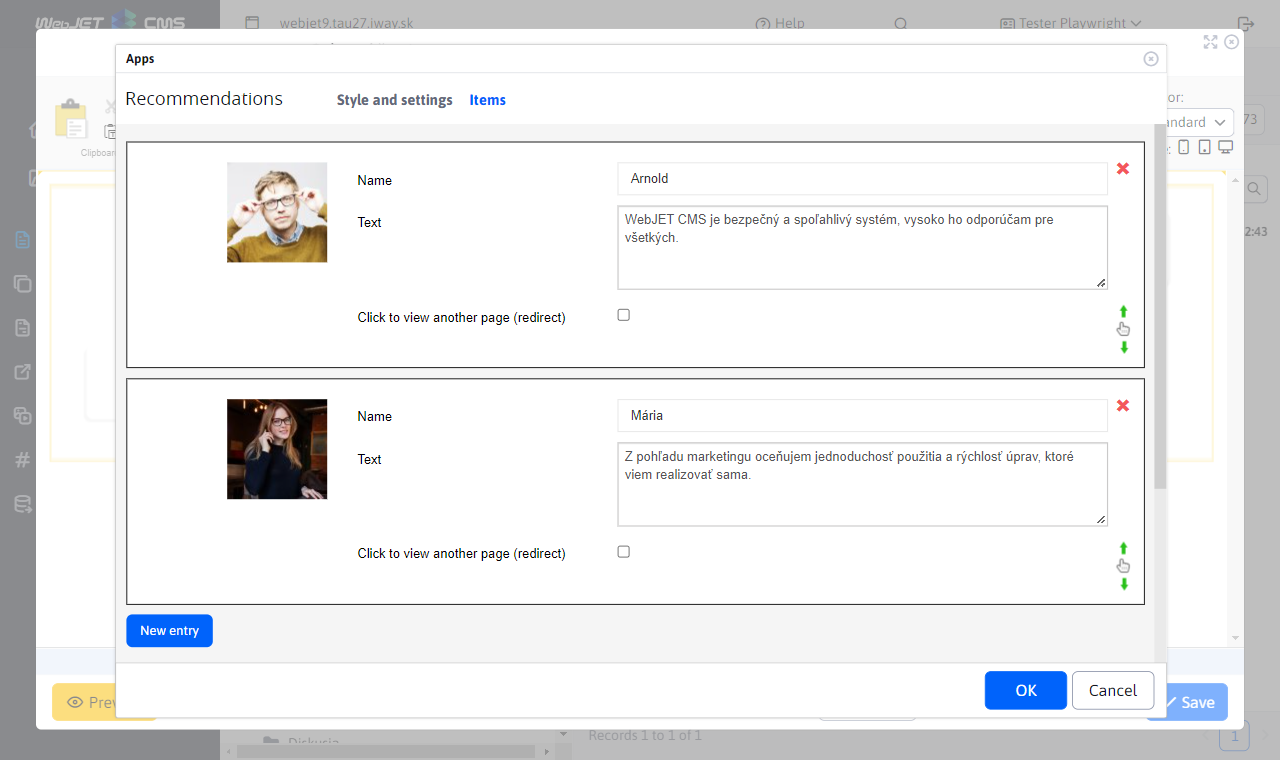 WebJET CMS
webjet9.tau27.iway.sk
Help
Tester Playwright
Apps
Recommendations
Style and settings
Items
Clipboar
or:
ndard
73
e:
2:43
Name
Arnold
Text
WebJET CMS je bezpečný a spoľahlivý systém, vysoko ho odporúčam pre
všetkých.
Click to view another page (redirect)
Name
Mária
Text
Z pohľadu marketingu oceňujem jednoduchosť použitia a rýchlosť úprav, ktoré
viem realizovať sama.
Click to view another page (redirect)
New entry
OK
Cancel
Prev
Save
Diskusia
Records 1 to 1 of 1
1